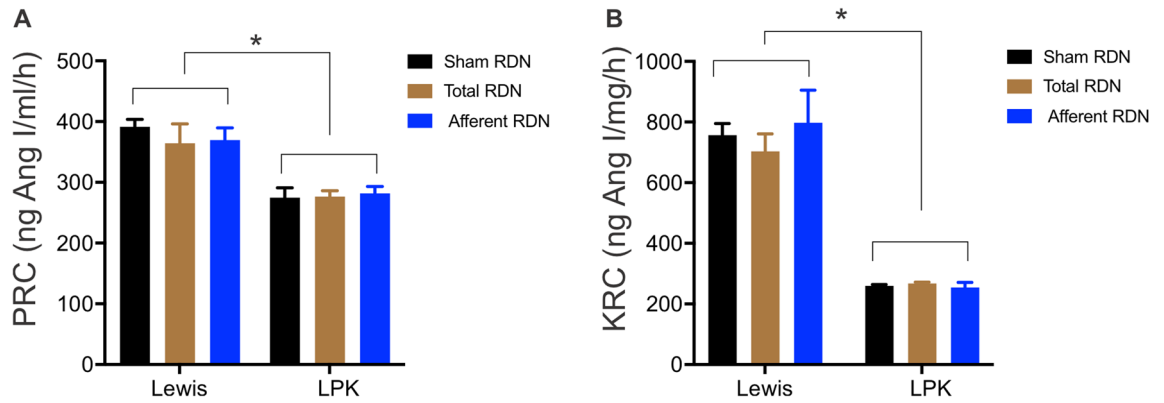 A
*
PRC (ng Ang I/ml/h)
500
400
300
200
100
0
Sham RDN
Total RDN
Afferent RDN
Lewis
LPK
B
*
KRC (ng Ang I/mg/h)
1000
800
600
400
200
0
Sham RDN
Total RDN
Afferent RDN
Lewis
LPK